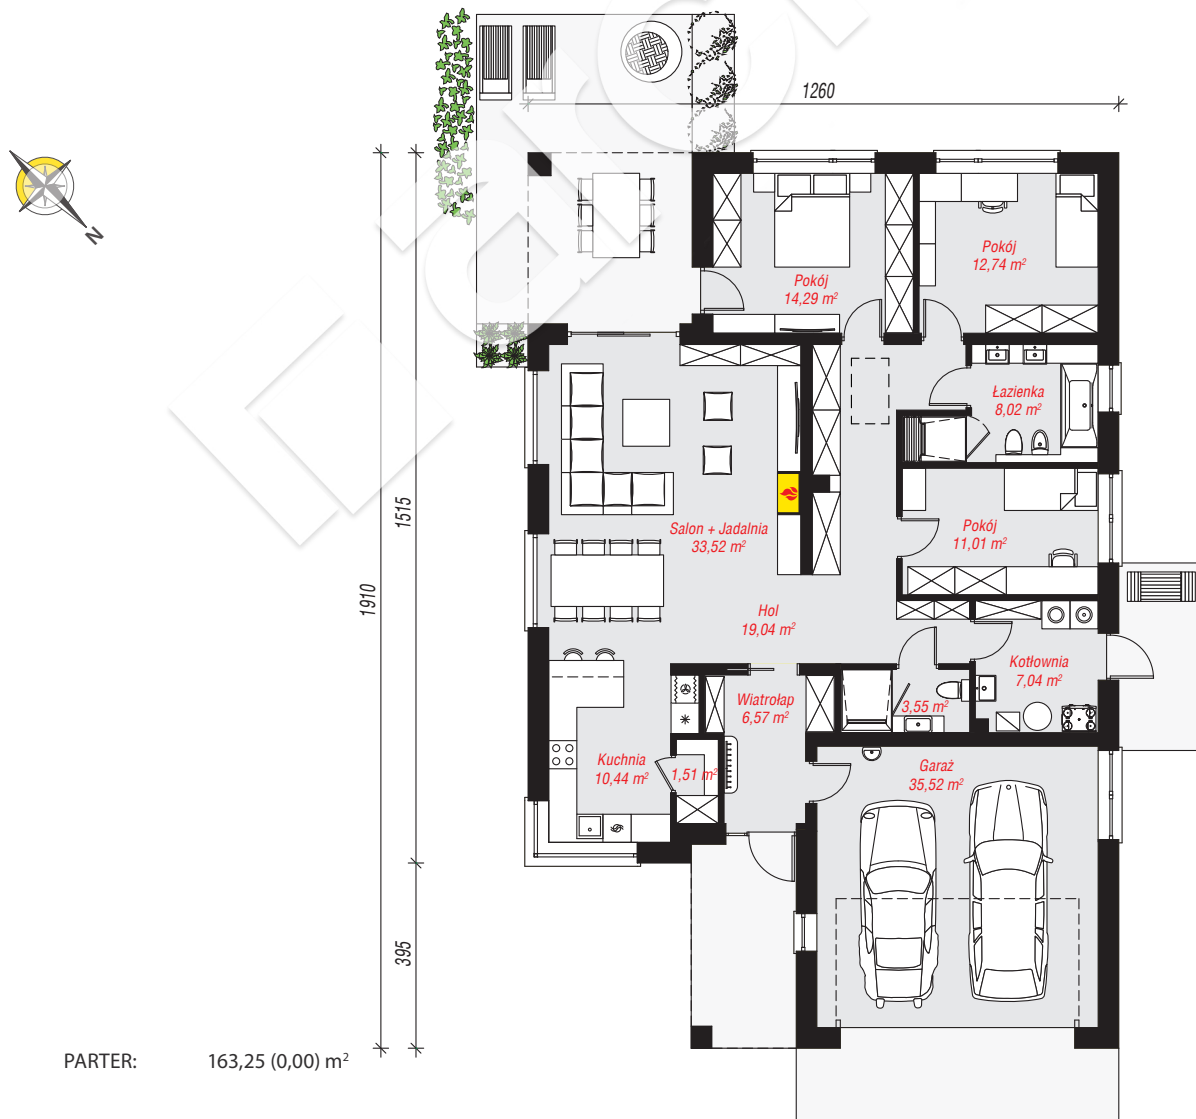 1260
N
Pokój
12,74 m²
Pokój
14,29 m²
Łazienka
8,02 m²
1515
Salon + Jadalnia
33,52 m²
Pokój
11,01 m²
1910
Hol
19,04 m²
Kotłownia
7,04 m²
Wiatrołap
6,57 m²
3,55 m²
Kuchnia
10,44 m²
1,51 m²
Garaż
35,52 m²
395
PARTER: 163,25 (0,00) m²